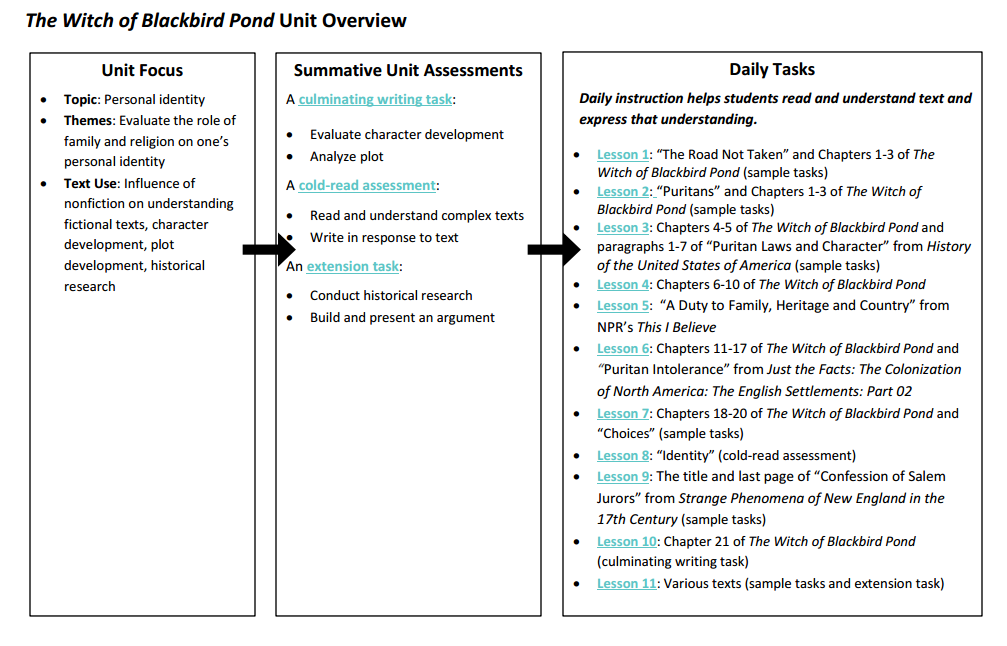 The Witch of Blackbird Pond Unit Overview
Unit Focus
• Topic: Personal identity
• Themes: Evaluate the role of
family and religion on one's
personal identity
• Text Use: Influence of
nonfiction on understanding
fictional texts, character
development, plot
development, historical
research
Summative Unit Assessments
A culminating writing task:
• Evaluate character development
• Analyze plot
A cold-read assessment:
• Read and understand complex texts
• Write in response to text
An extension task:
• Conduct historical research
• Build and present an argument
Daily Tasks
Daily instruction helps students read and understand text and
express that understanding.
• Lesson 1: “The Road Not Taken” and Chapters 1-3 of The
Witch of Blackbird Pond (sample tasks)
• Lesson 2: “Puritans” and Chapters 1-3 of The Witch of
Blackbird Pond (sample tasks)
• Lesson 3: Chapters 4-5 of The Witch of Blackbird Pond and
paragraphs 1-7 of “Puritan Laws and Character” from History
of the United States of America (sample tasks)
• Lesson 4: Chapters 6-10 of The Witch of Blackbird Pond
• Lesson 5: “A Duty to Family, Heritage and Country” from
NPR’s This I Believe
• Lesson 6: Chapters 11-17 of The Witch of Blackbird Pond and
“Puritan Intolerance” from Just the Facts: The Colonization
of North America: The English Settlements: Part 02
• Lesson 7: Chapters 18-20 of The Witch of Blackbird Pond and
“Choices” (sample tasks)
• Lesson 8: “Identity” (cold-read assessment)
• Lesson 9: The title and last page of “Confession of Salem
Jurors” from Strange Phenomena of New England in the
17th Century (sample tasks)
• Lesson 10: Chapter 21 of The Witch of Blackbird Pond
(culminating writing task)
• Lesson 11: Various texts (sample tasks and extension task)